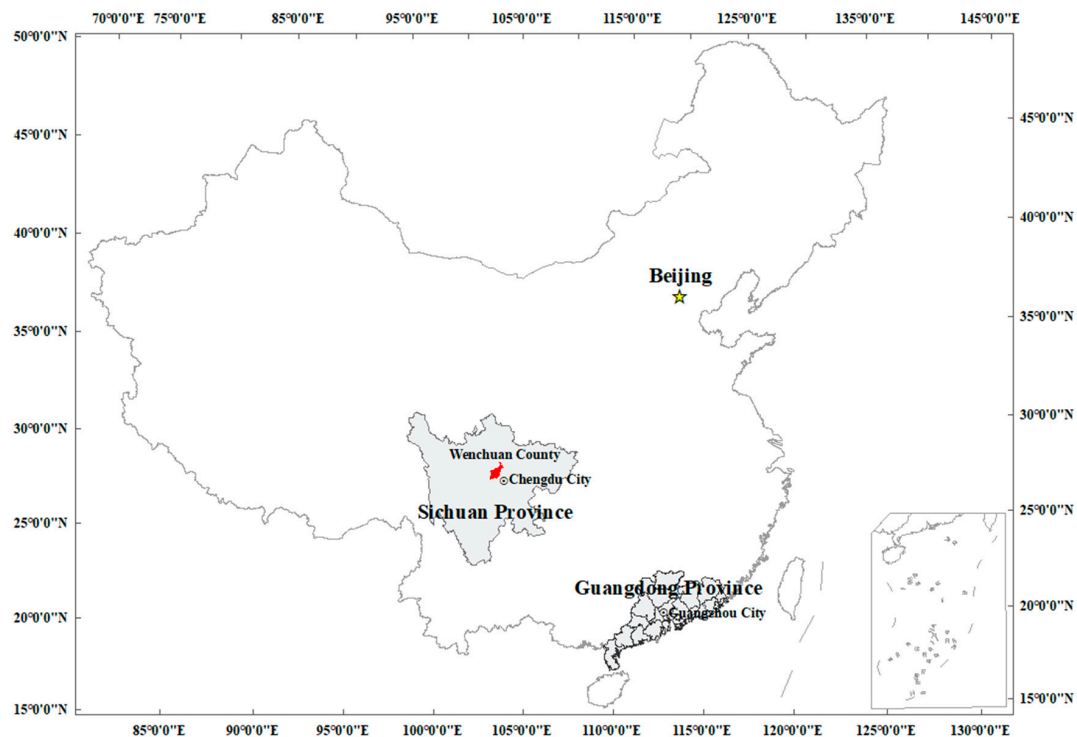 70°0'0"E 75°0'0"E 85°0'0"E 95°0'0"E 105°0'0"E 115°0'0"E 125°0'0"E 135°0'0"E 145°0'0"E
50°0'0"N
45°0'0"N 45°0'0"N
40°0'0"N 40°0'0"N
Beijing
35°0'0"N 35°0'0"N
30°0'0"N 30°0'0"N
Wenchuan County
Chengdu City
Sichuan Province
25°0'0"N 25°0'0"N
Guangdong Province
Guangzhou City
20°0'0"N 20°0'0"N
15°0'0"N 15°0'0"N
85°0'0"E 90°0'0"E 95°0'0"E 100°0'0"E 105°0'0"E 110°0'0"E 115°0'0"E 120°0'0"E 125°0'0"E 130°0'0"E